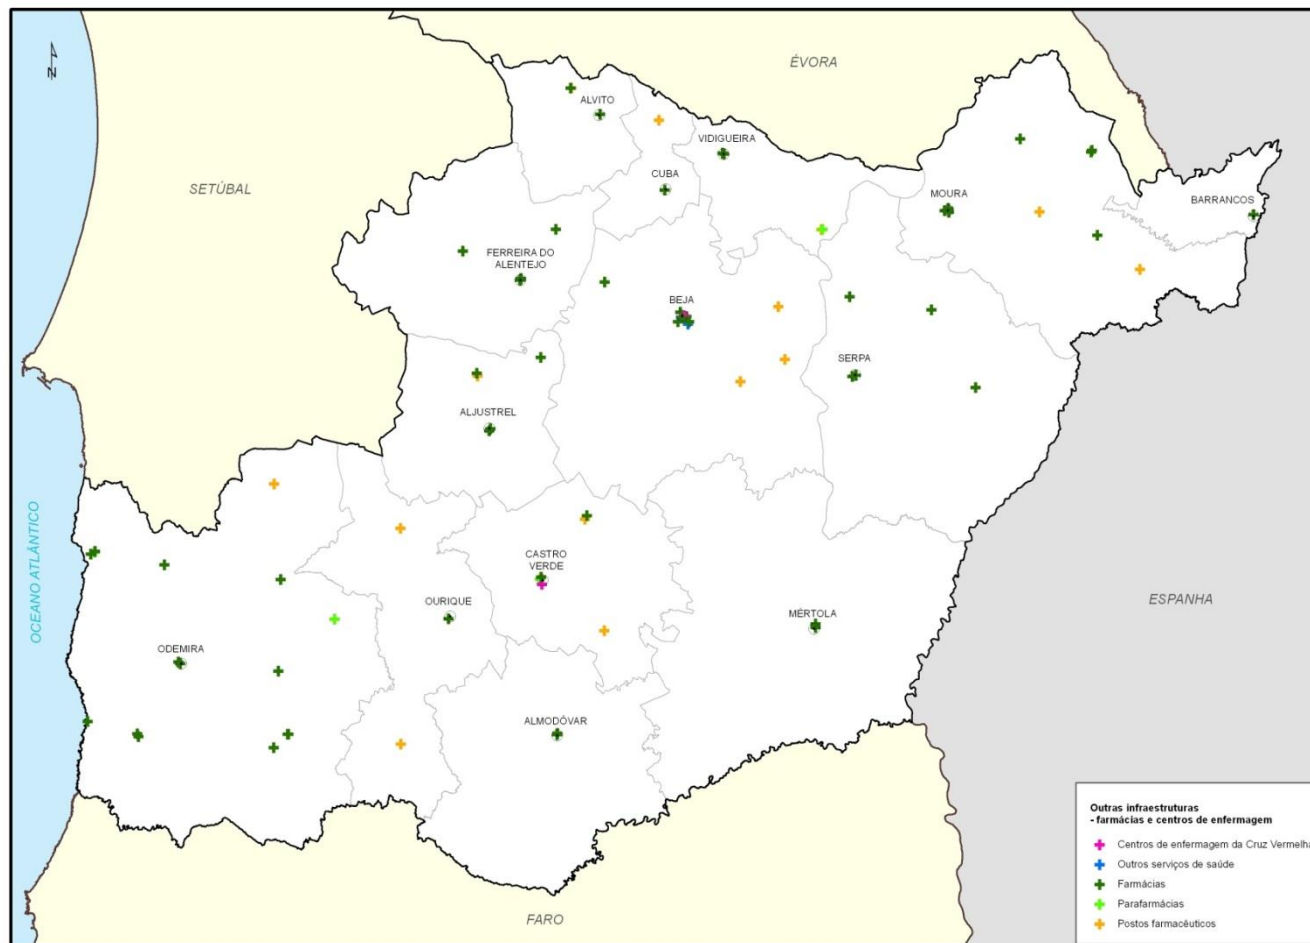 N
ÉVORA
ALVITO
VIDIGUEIRA
CUBA
SETÚBAL
MOURA
BARRANCOS
FERREIRA DO
ALENTEJO
BEJA
SERPA
ALJUSTREL
OCEANO ATLÂNTICO
CASTRO
VERDE
OURIQUE
MÉRTOLA
ESPANHA
ODEMIRA
ALMODÔVAR
FARO
Outras infraestruturas
- farmácias e centros de enfermagem
Centros de enfermagem da Cruz Vermelha
Outros serviços de saúde
Farmácias
Parafarmácias
Postos farmacêuticos